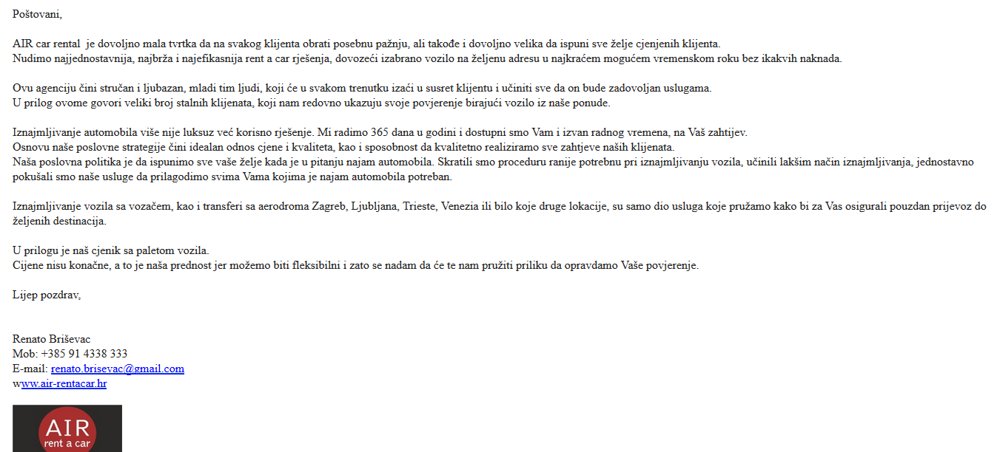 Poštovani,
AIR car rental  je dovoljno mala tvrtka da na svakog klijenta obrati posebnu pažnju, ali takođe i dovoljno velika da ispuni sve želje cjenjenih klijenta.
Nudimo najjednostavnija, najbrža i najefikasnija rent a car rješenja, dovozeći izabrano vozilo na željenu adresu u najkraćem mogućem vremenskom roku bez ikakvih naknada.
Ovu agenciju čini stručan i ljubazan, mladi tim ljudi, koji će u svakom trenutku izaći u susret klijentu i učiniti sve da on bude zadovoljan uslugama.
U prilog ovome govori veliki broj stalnih klijenata, koji nam redovno ukazuju svoje povjerenje birajući vozilo iz naše ponude.
Iznajmljivanje automobila više nije luksuz već korisno rješenje. Mi radimo 365 dana u godini i dostupni smo Vam i izvan radnog vremena, na Vaš zahtijev.
Osnovu naše poslovne strategije čini idealan odnos cjene i kvaliteta, kao i sposobnost da kvalitetno realiziramo sve zahtjeve naših klijenata.
Naša poslovna politika je da ispunimo sve vaše želje kada je u pitanju najam automobila. Skratili smo proceduru ranije potrebnu pri iznajmljivanju vozila, učinili lakšim način iznajmljivanja, jednostavno
pokušali smo naše usluge da prilagodimo svima Vama kojima je najam automobila potreban.
Iznajmljivanje vozila sa vozačem, kao i transferi sa aerodroma Zagreb, Ljubljana, Trieste, Venezia ili bilo koje druge lokacije, su samo dio usluga koje pružamo kako bi za Vas osigurali pouzdan prijevoz do
željenih destinacija.
U prilogu je naš cjenik sa paletom vozila.
Cijene nisu konačne, a to je naša prednost jer možemo biti fleksibilni i zato se nadam da će te nam pružiti priliku da opravdamo Vaše povjerenje.
Lijep pozdrav,
Renato Briševac
Mob: +385 91 4338 333
E-mail: renato.brisevac@gmail.com
www.air-rentacar.hr
AIR
rent a car